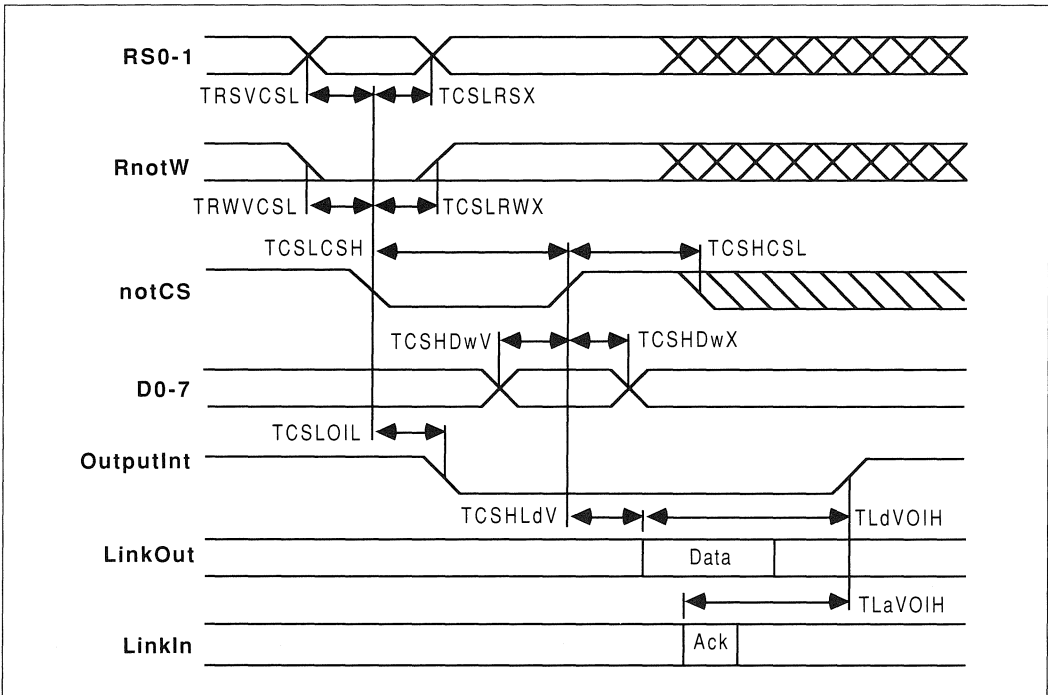 RS0-1
TRSVCSL TCSLRSX
RnotW
TRWVCSL TCSLRWX
TCSLCSH TCSHCSL
notCS
TCSHDwV TCSHDwX
D0-7
TCSLOIL
OutputInt
TCSHLdV TLdVOIH
LinkOut Data
TLaVOIH
LinkIn Ack